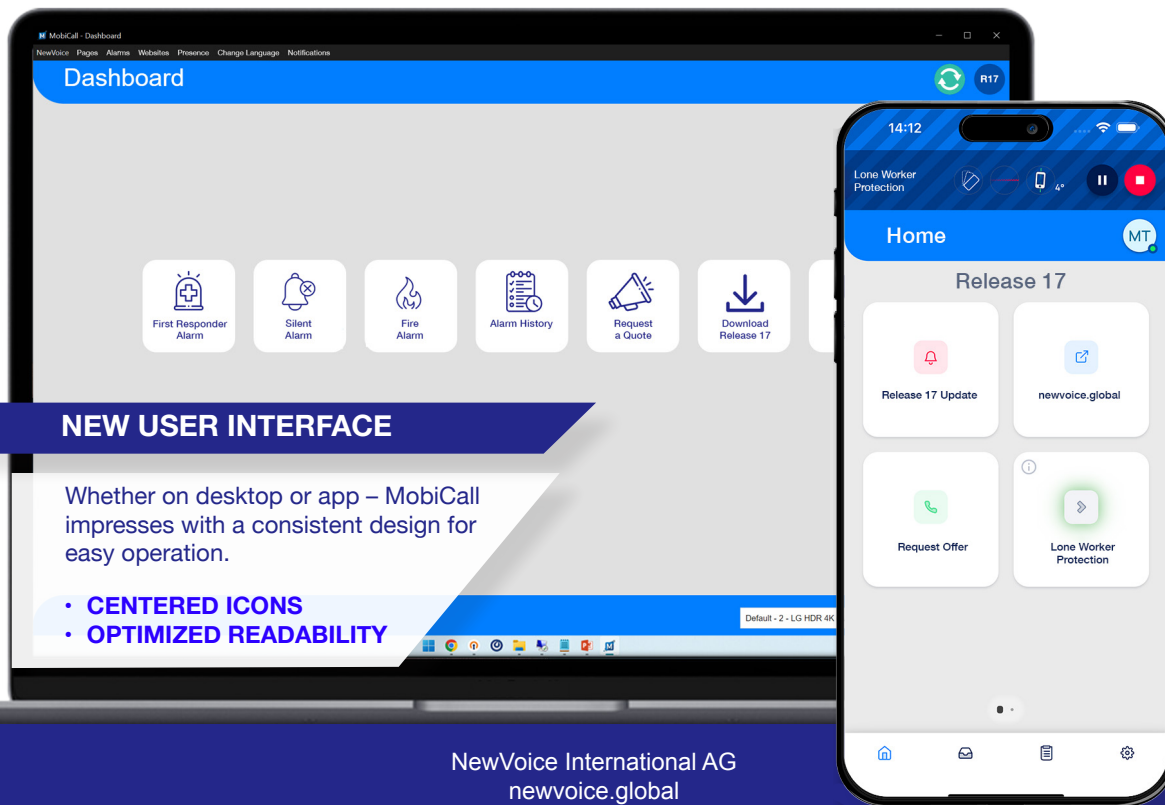 MobiCall - Dashboard
NewVoice Pages Alarms Websites Presence Change Language Notifications
Dashboard
R17
First Responder
Alarm
Silent
Alarm
Fire
Alarm
Alarm History
Request
a Quote
Download
Release 17
NEW USER INTERFACE
Whether on desktop or app – MobiCall
impresses with a consistent design for
easy operation.
• CENTERED ICONS
• OPTIMIZED READABILITY
Default - 2 - LG HDR 4K
14:12
Lone Worker
Protection
4°
Home
MT
Release 17
Release 17 Update
newvoice.global
Request Offer
Lone Worker
Protection
NewVoice International AG
newvoice.global